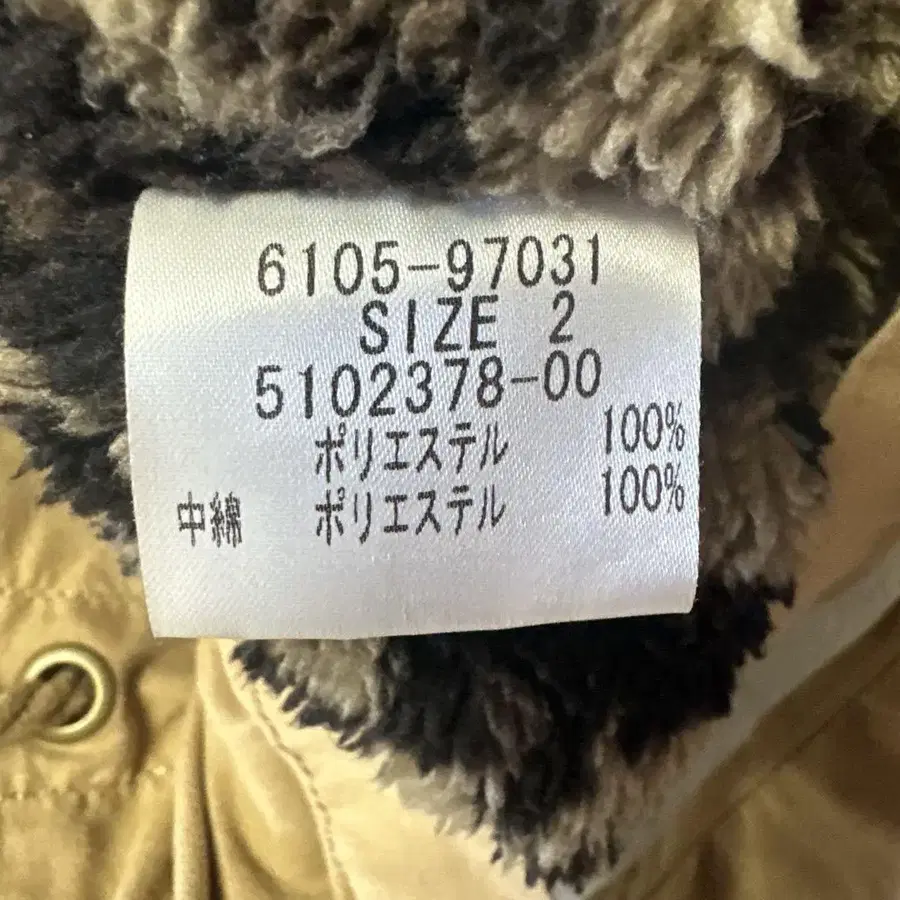 6105-97031
SIZE 2
5102378-00
ポリエステル 100%
中綿 ポリエステル 100%